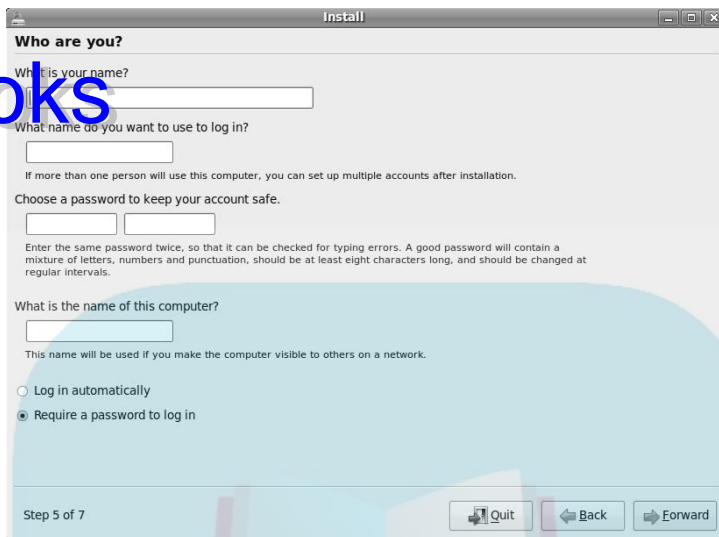 Install
Who are you?
What is your name?
oks
What name do you want to use to log in?
If more than one person will use this computer, you can set up multiple accounts after installation.
Choose a password to keep your account safe.
Enter the same password twice, so that it can be checked for typing errors. A good password will contain a
mixture of letters, numbers and punctuation, should be at least eight characters long, and should be changed at
regular intervals.
What is the name of this computer?
This name will be used if you make the computer visible to others on a network.
Log in automatically
Require a password to log in
Step 5 of 7
Quit
Back
Forward